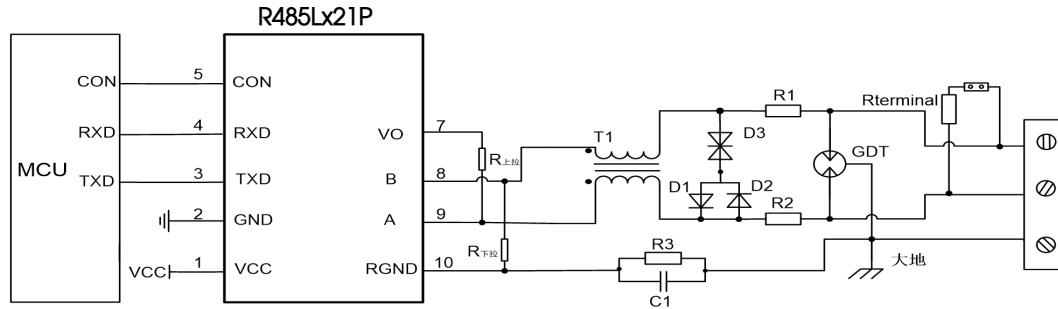 R485Lx21P
MCU
CON
RXD
TXD
5
4
3
2
1
VCC
CON
RXD
TXD
GND
VCC
VO
B
A
RGND
7
8
9
10
R上拉
R下拉
T1
D3
D1
D2
R1
R2
R3
C1
GDT
Rterminal
大地